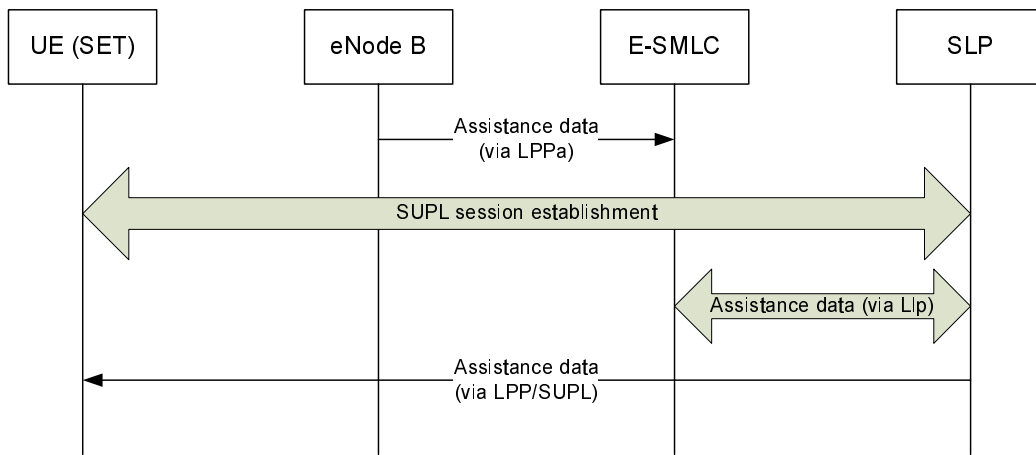 UE (SET)
eNode B
E-SMLC
SLP
Assistance data
(via LPPa)
SUPL session establishment
Assistance data (via Llp)
Assistance data
(via LPP/SUPL)